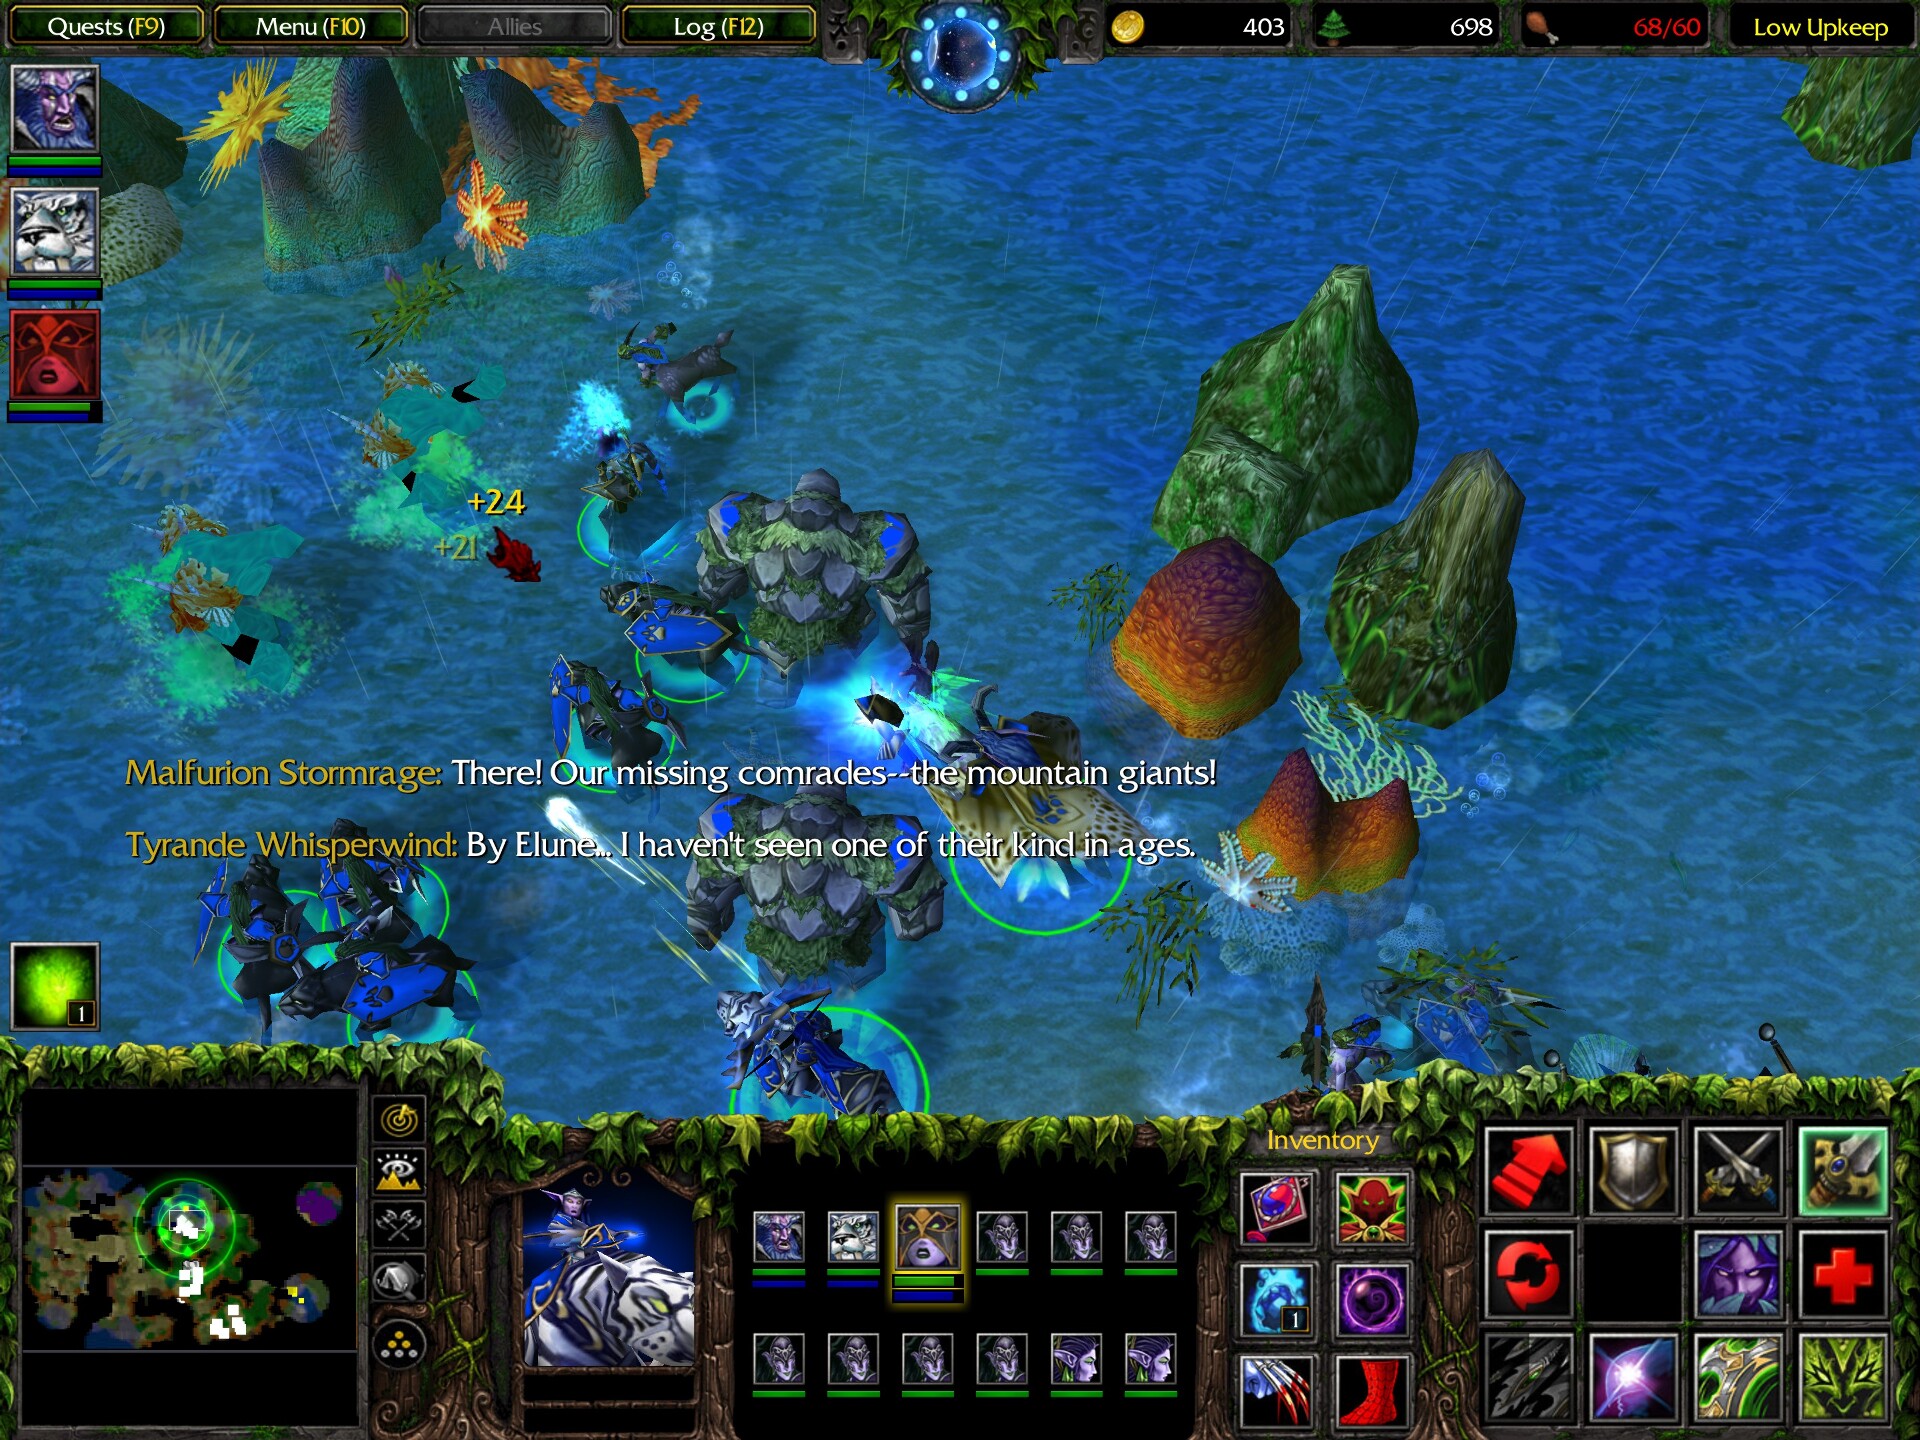 Quests (F9) Menu (F10) Allies Log (F12) 403 698 68/60 Low Upkeep
+24
+21
Malfurion Stormrage: There! Our missing comrades--the mountain giants!
Tyrande Whisperwind: By Elune... I haven't seen one of their kind in ages.
1
Inventory
1